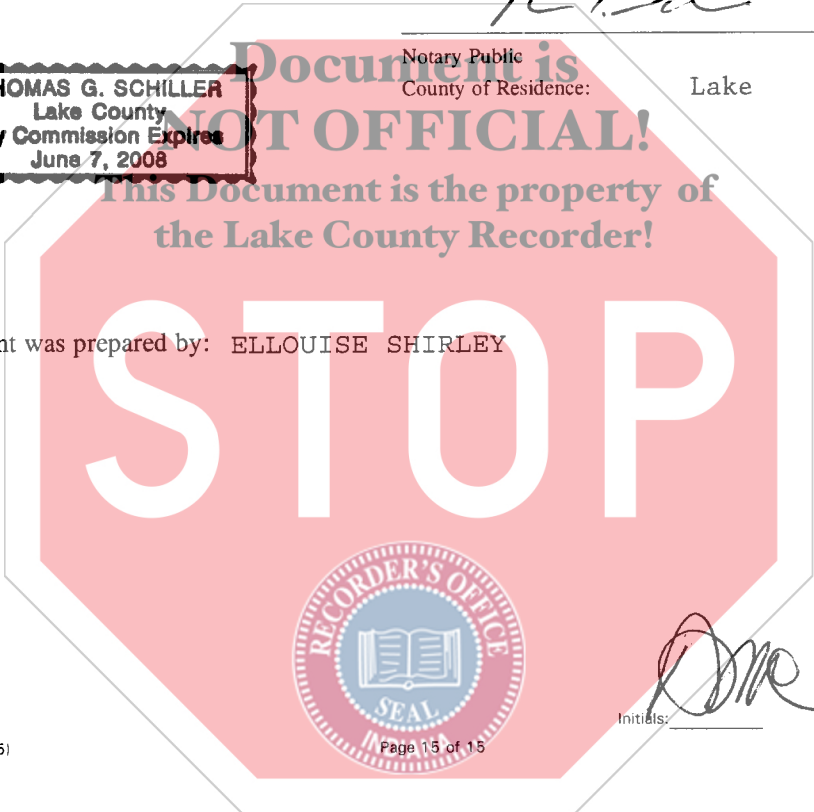 Document is
NOT OFFICIAL!
This Document is the property of
the Lake County Recorder!
Notary Public
County of Residence: Lake
HOMAS G. SCHILLER
Lake County
Commission Expires
June 7, 2008
nt was prepared by: ELLOUISE SHIRLEY
STOP
RECORDER'S OFFICE
SEAL
INDIANA
Initials:
Page 15 of 15